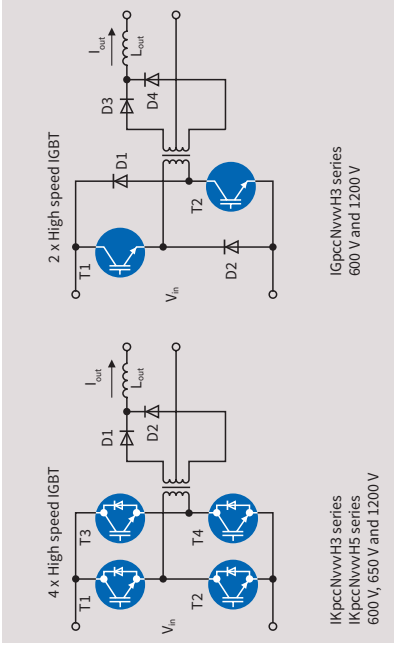 4 x High speed IGBT
T1
T3
T2
T4
V in
D1
D2
I out
L out
IKpccNvvvH3 series
IKpccNvvvH5 series
600 V, 650 V and 1200 V
2 x High speed IGBT
T1
D1
D2
T2
V in
D3
D4
I out
L out
IGpccNvvvH3 series
600 V and 1200 V